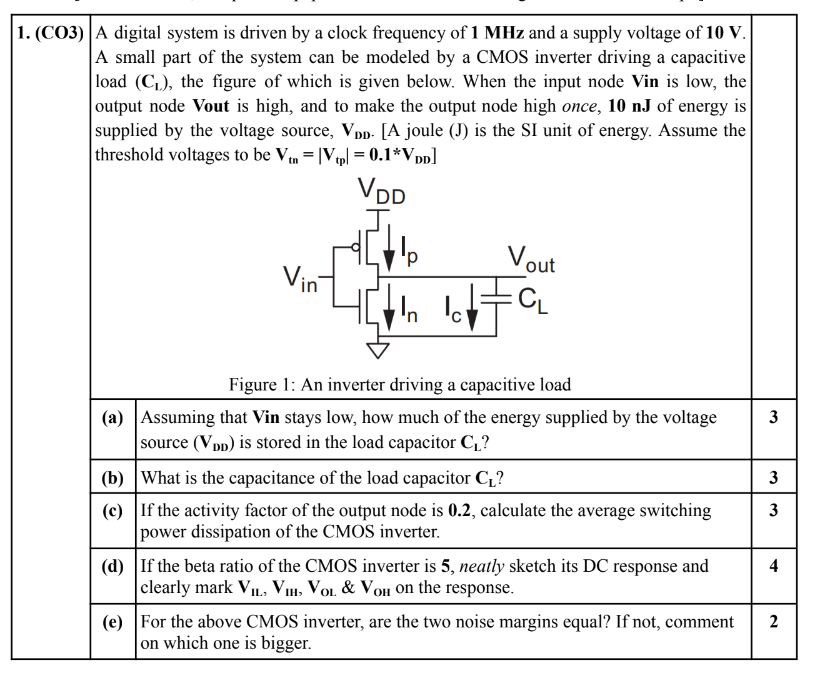 1. (CO3) A digital system is driven by a clock frequency of 1 MHz and a supply voltage of 10 V.
A small part of the system can be modeled by a CMOS inverter driving a capacitive
load (CL), the figure of which is given below. When the input node Vin is low, the
output node Vout is high, and to make the output node high once, 10 nJ of energy is
supplied by the voltage source, VDD. [A joule (J) is the SI unit of energy. Assume the
threshold voltages to be Vtn = |Vtp| = 0.1*VDD]
VDD
Ip
Vout
Vin
In Ic CL
Figure 1: An inverter driving a capacitive load
(a) Assuming that Vin stays low, how much of the energy supplied by the voltage 3
source (VDD) is stored in the load capacitor CL?
(b) What is the capacitance of the load capacitor CL? 3
(c) If the activity factor of the output node is 0.2, calculate the average switching 3
power dissipation of the CMOS inverter.
(d) If the beta ratio of the CMOS inverter is 5, neatly sketch its DC response and 4
clearly mark VIL, VIH, VOL & VOH on the response.
(e) For the above CMOS inverter, are the two noise margins equal? If not, comment 2
on which one is bigger.